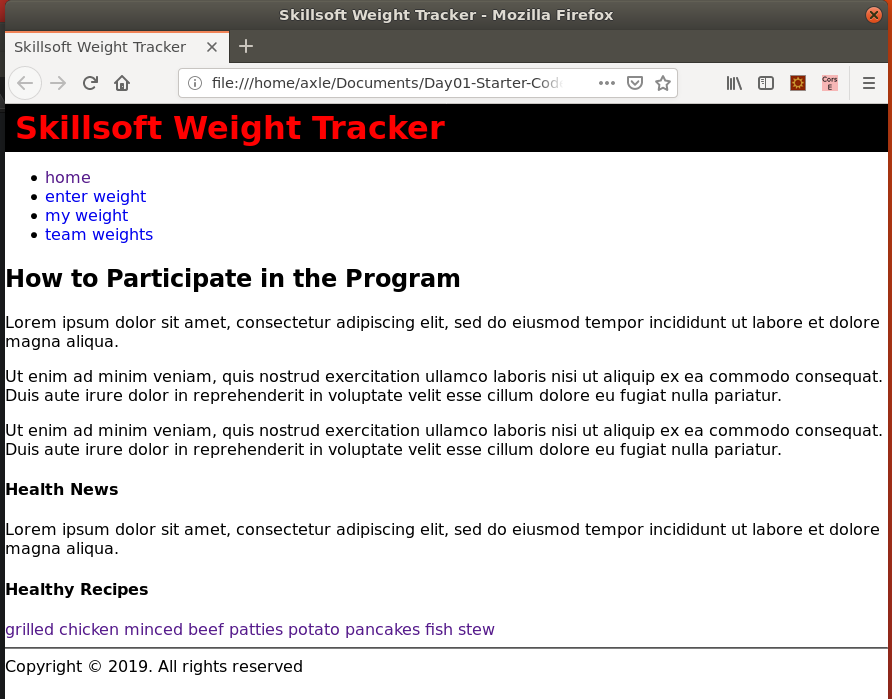 Skillsoft Weight Tracker - Mozilla Firefox
Skillsoft Weight Tracker
file:///home/axle/Documents/Day01-Starter-Cod
Cors
E
Skillsoft Weight Tracker
home
enter weight
my weight
team weights
How to Participate in the Program
Lorem ipsum dolor sit amet, consectetur adipiscing elit, sed do eiusmod tempor incididunt ut labore et dolore
magna aliqua.
Ut enim ad minim veniam, quis nostrud exercitation ullamco laboris nisi ut aliquip ex ea commodo consequat.
Duis aute irure dolor in reprehenderit in voluptate velit esse cillum dolore eu fugiat nulla pariatur.
Ut enim ad minim veniam, quis nostrud exercitation ullamco laboris nisi ut aliquip ex ea commodo consequat.
Duis aute irure dolor in reprehenderit in voluptate velit esse cillum dolore eu fugiat nulla pariatur.
Health News
Lorem ipsum dolor sit amet, consectetur adipiscing elit, sed do eiusmod tempor incididunt ut labore et dolore
magna aliqua.
Healthy Recipes
grilled chicken minced beef patties potato pancakes fish stew
Copyright © 2019. All rights reserved